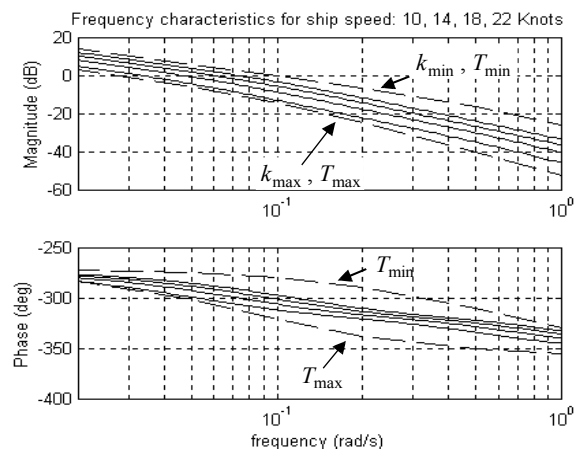 Frequency characteristics for ship speed: 10, 14, 18, 22 Knots
Magnitude (dB)
20
0
-20
-40
-60
k_min , T_min
k_max , T_max
10^-1
10^0
Phase (deg)
-250
-300
-350
-400
T_min
T_max
10^-1
10^0
frequency (rad/s)